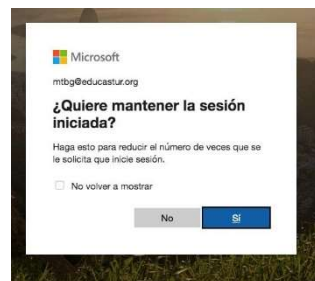 Microsoft
mtbg@educastur.org
¿Quiere mantener la sesión
iniciada?
Haga esto para reducir el número de veces que se
le solicita que inicie sesión.
No volver a mostrar
No
Sí